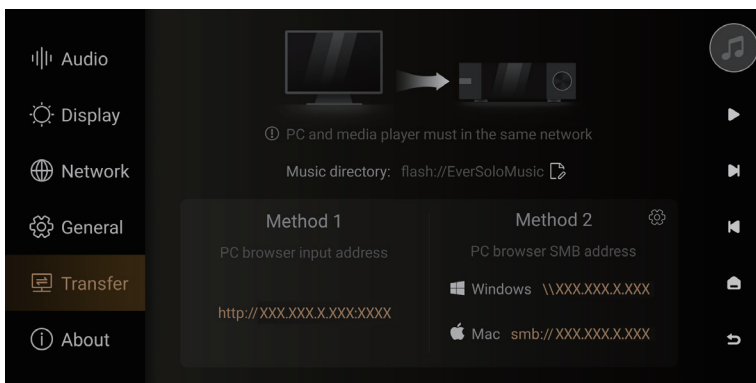 Audio
Display
Network
General
Transfer
About
PC and media player must in the same network
Music directory: flash://EverSoloMusic
Method 1
PC browser input address
http://XXX.XXX.X.XXX:XXXX
Method 2
PC browser SMB address
Windows \\XXX.XXX.X.XXX
Mac smb://XXX.XXX.X.XXX